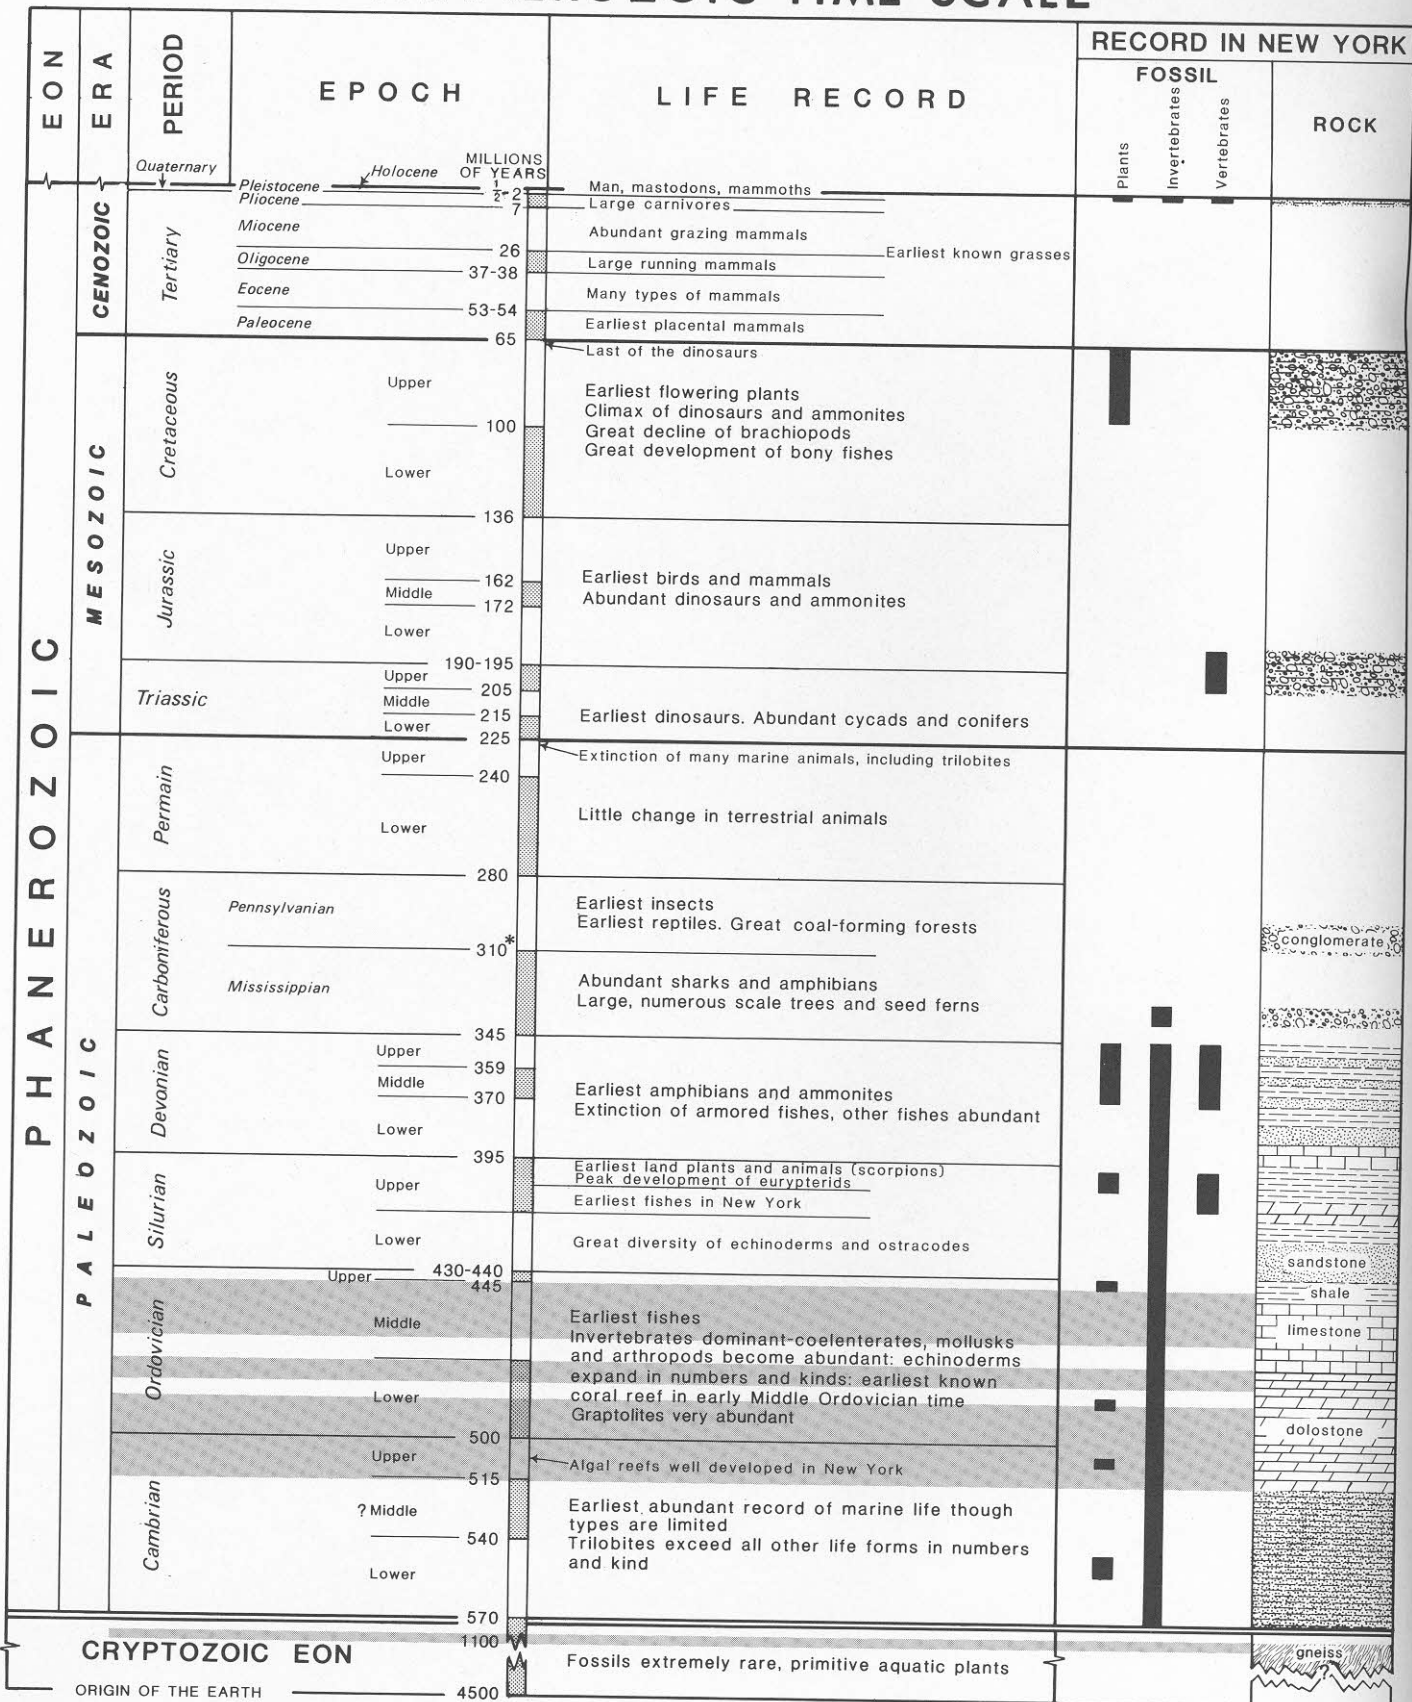 TIME SCALE
EON
ERA
PERIOD
EPOCH
LIFE RECORD
RECORD IN NEW YORK
FOSSIL
Plants
Invertebrates
Vertebrates
ROCK
Quaternary
Holocene
MILLIONS
OF YEARS
PHANEROZOIC
CENOZOIC
Tertiary
Pleistocene
½-2
Man, mastodons, mammoths
Pliocene
7
Large carnivores
Miocene
Abundant grazing mammals
26
Earliest known grasses
Oligocene
Large running mammals
37-38
Eocene
Many types of mammals
53-54
Paleocene
Earliest placental mammals
65
Last of the dinosaurs
MESOZOIC
Cretaceous
Upper
Earliest flowering plants
Climax of dinosaurs and ammonites
100
Great decline of brachiopods
Great development of bony fishes
Lower
136
Jurassic
Upper
162
Earliest birds and mammals
Middle
Abundant dinosaurs and ammonites
172
Lower
190-195
Triassic
Upper
205
Middle
215
Earliest dinosaurs. Abundant cycads and conifers
Lower
225
PALEOZOIC
Permain
Upper
Extinction of many marine animals, including trilobites
240
Little change in terrestrial animals
Lower
280
Carboniferous
Pennsylvanian
Earliest insects
Earliest reptiles. Great coal-forming forests
310*
conglomerate
Mississippian
Abundant sharks and amphibians
Large, numerous scale trees and seed ferns
345
Devonian
Upper
359
Middle
Earliest amphibians and ammonites
370
Extinction of armored fishes, other fishes abundant
Lower
395
Silurian
Earliest land plants and animals (scorpions)
Peak development of eurypterids
Upper
Earliest fishes in New York
Lower
Great diversity of echinoderms and ostracodes
sandstone
430-440
Ordovician
Upper
445
shale
Middle
Earliest fishes
Invertebrates dominant-coelenterates, mollusks
limestone
and arthropods become abundant: echinoderms
expand in numbers and kinds: earliest known
Lower
coral reef in early Middle Ordovician time
Graptolites very abundant
dolostone
500
Cambrian
Upper
Algal reefs well developed in New York
515
? Middle
Earliest abundant record of marine life though
types are limited
540
Trilobites exceed all other life forms in numbers
and kind
Lower
570
1100
CRYPTOZOIC EON
gneiss
Fossils extremely rare, primitive aquatic plants
?
ORIGIN OF THE EARTH
4500